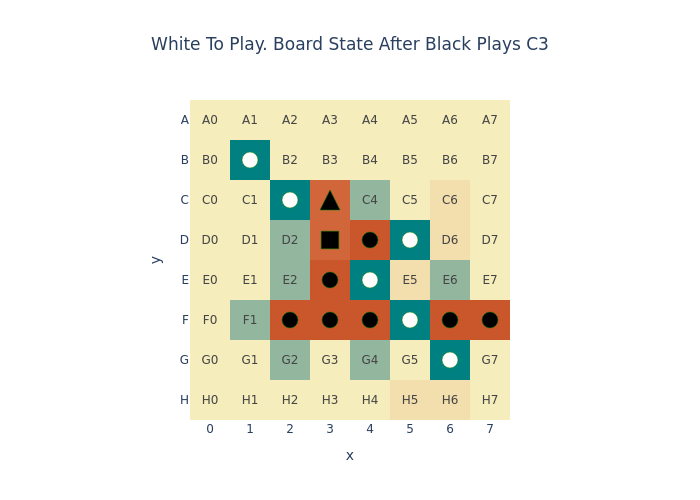 White To Play. Board State After Black Plays C3
A A0 A1 A2 A3 A4 A5 A6 A7
B B0 B2 B3 B4 B5 B6 B7
C C0 C1 C4 C5 C6 C7
D D0 D1 D2 D6 D7
y
E E0 E1 E2 E5 E6 E7
F F0 F1
G G0 G1 G2 G3 G4 G5 G7
H H0 H1 H2 H3 H4 H5 H6 H7
0 1 2 3 4 5 6 7
x